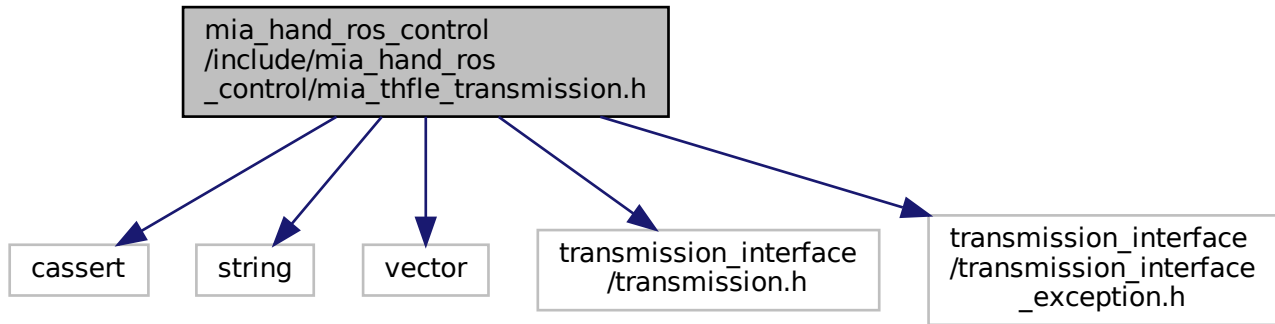 mia_hand_ros_control
/include/mia_hand_ros
_control/mia_thfle_transmission.h
cassert
string
vector
transmission_interface
/transmission.h
transmission_interface
/transmission_interface
_exception.h